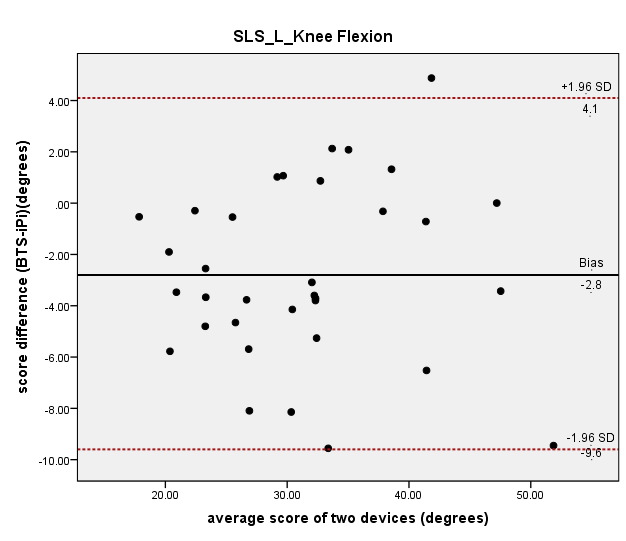 SLS_L_Knee Flexion
score difference (BTS-iPi)(degrees)
4.00
2.00
.00
-2.00
-4.00
-6.00
-8.00
-10.00
+1.96 SD
4.1
Bias
-2.8
-1.96 SD
-9.6
20.00 30.00 40.00 50.00
average score of two devices (degrees)